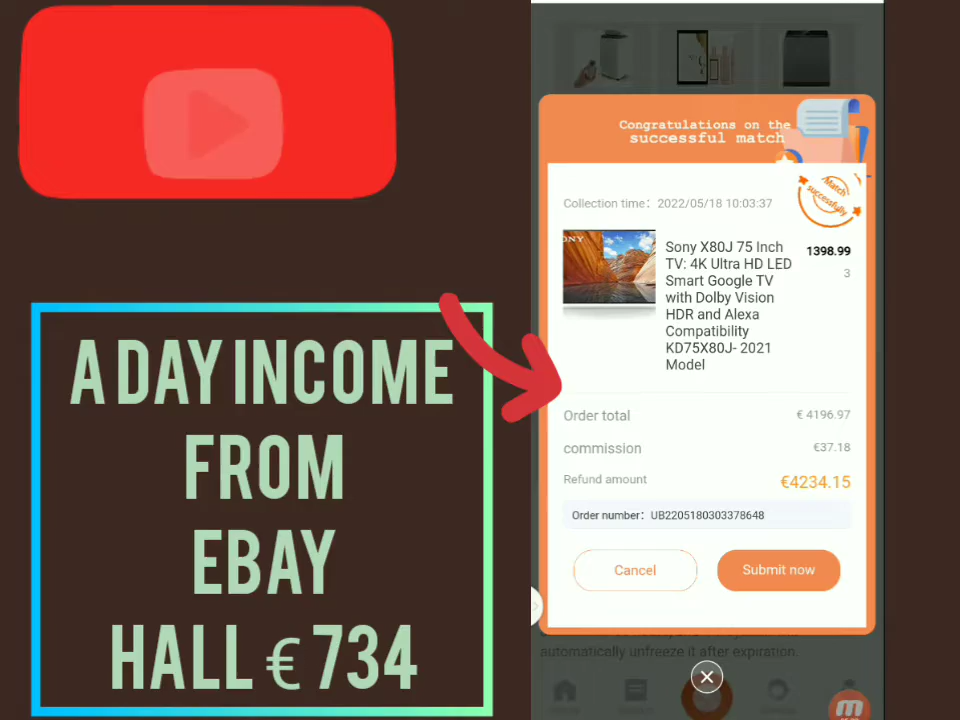 A DAY INCOME
FROM
EBAY
HALL € 734
Congratulations on the
successful match
Match
successfully
Collection time: 2022/05/18 10:03:37
ONY
Sony X80J 75 Inch
TV: 4K Ultra HD LED
Smart Google TV
with Dolby Vision
HDR and Alexa
Compatibility
KD75X80J- 2021
Model
1398.99
3
Order total
€ 4196.97
commission
€37.18
Refund amount
€4234.15
Order number: UB2205180303378648
Cancel
Submit now
automatically unfreeze it after expiration.